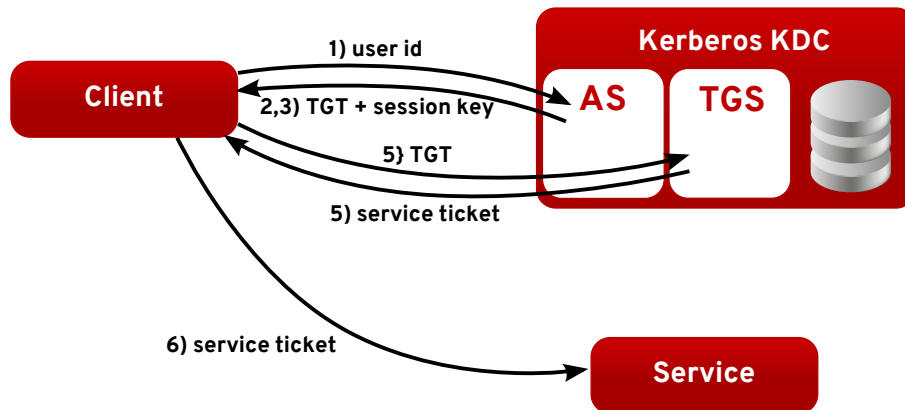 1) user id
Kerberos KDC
Client
2,3) TGT + session key
AS
TGS
5} TGT
5) service ticket
6) service ticket
Service